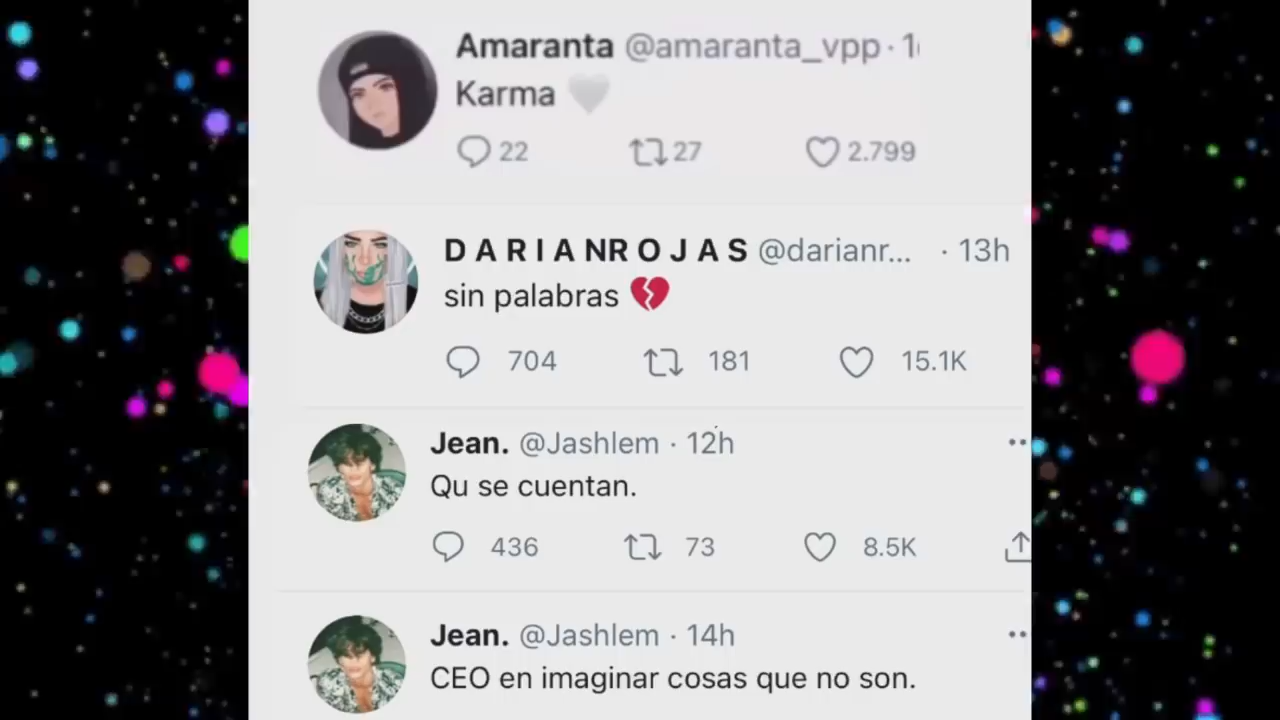 Amaranta @amaranta_vpp · 1
Karma 🤍
22 27 2.799
D A R I A NR O J A S @darianr... · 13h
sin palabras 💔
704 181 15.1K
Jean. @Jashlem · 12h
Qu se cuentan.
436 73 8.5K
Jean. @Jashlem · 14h
CEO en imaginar cosas que no son.